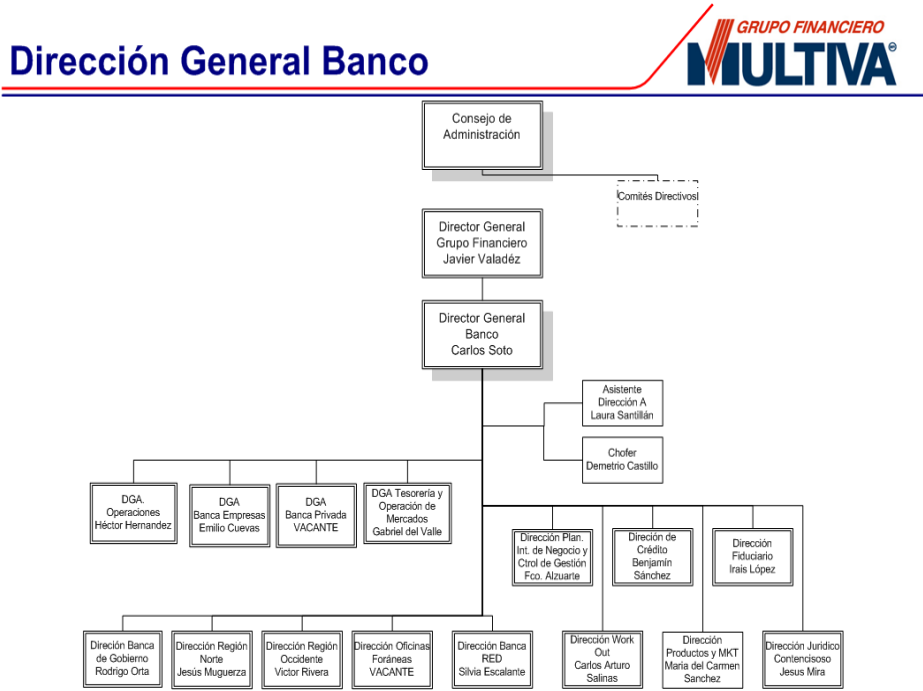 Dirección General Banco
GRUPO FINANCIERO
MULTIVA®
Consejo de
Administración
Comités Directivos
Director General
Grupo Financiero
Javier Valadéz
Director General
Banco
Carlos Soto
Asistente
Dirección A
Laura Santillán
Chofer
Demetrio Castillo
DGA.
Operaciones
Héctor Hernandez
DGA
Banca Empresas
Emilio Cuevas
DGA
Banca Privada
VACANTE
DGA Tesorería y
Operación de
Mercados
Gabriel del Valle
Dirección Plan.
Int. de Negocio y
Ctrol de Gestión
Fco. Alzuarte
Direción de
Crédito
Benjamín
Sánchez
Dirección
Fiduciario
Irais López
Direción Banca
de Gobierno
Rodrigo Orta
Dirección Región
Norte
Jesús Muguerza
Dirección Región
Occidente
Victor Rivera
Dirección Oficinas
Foráneas
VACANTE
Dirección Banca
RED
Silvia Escalante
Dirección Work
Out
Carlos Arturo
Salinas
Dirección
Productos y MKT
Maria del Carmen
Sanchez
Dirección Jurídico
Contencisoso
Jesus Mira